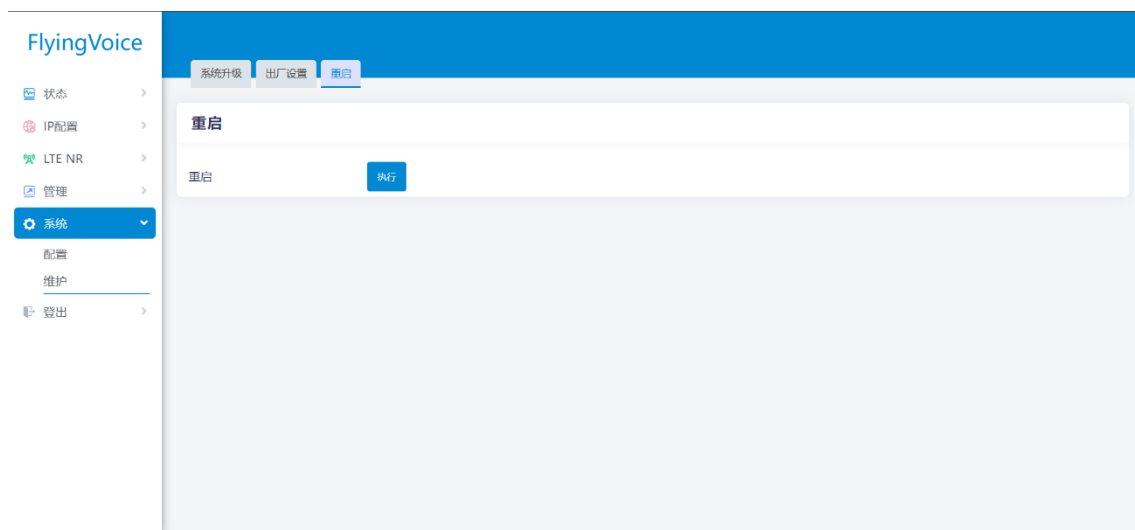 FlyingVoice
系统升级 出厂设置 重启
状态
IP配置
LTE NR
管理
系统
配置
维护
登出
重启
重启 执行